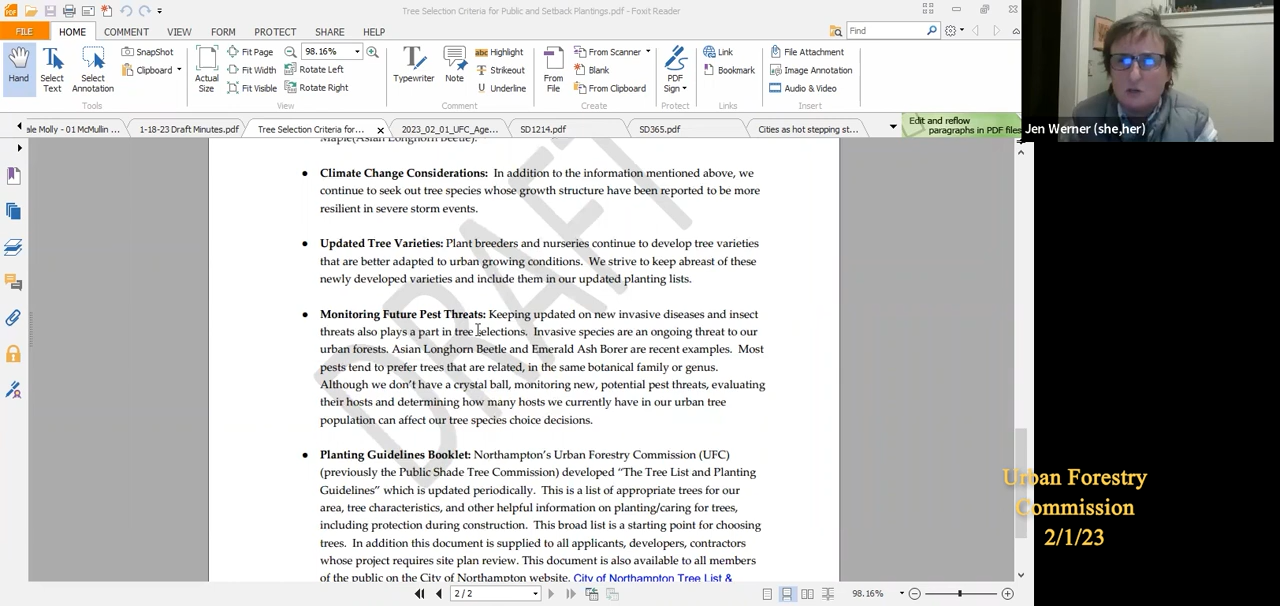 Tree Selection Criteria for Public and Setback Plantings.pdf - Foxit Reader
FILE HOME COMMENT VIEW FORM PROTECT SHARE HELP Find
Hand
Select Text
Select Annotation
SnapShot
Clipboard
Tools
Actual Size
Fit Page
Fit Width
Fit Visible
98.16%
Rotate Left
Rotate Right
View
Typewriter
Note
Highlight
Strikeout
Underline
Comment
From File
From Scanner
Blank
From Clipboard
Create
PDF Sign
Protect
Link
Bookmark
Links
File Attachment
Image Annotation
Audio & Video
Insert
ale Molly - 01 McMullin ... 1-18-23 Draft Minutes.pdf Tree Selection Criteria for... 2023_02_01_UFC_Age... SD1214.pdf SD365.pdf Cities as hot stepping st...
Edit and reflow
paragraphs in PDF files
Jen Werner (she,her)
Maple(Asian Longhorn Beetle).
DRAFT
• Climate Change Considerations: In addition to the information mentioned above, we
continue to seek out tree species whose growth structure have been reported to be more
resilient in severe storm events.
• Updated Tree Varieties: Plant breeders and nurseries continue to develop tree varieties
that are better adapted to urban growing conditions. We strive to keep abreast of these
newly developed varieties and include them in our updated planting lists.
• Monitoring Future Pest Threats: Keeping updated on new invasive diseases and insect
threats also plays a part in tree selections. Invasive species are an ongoing threat to our
urban forests. Asian Longhorn Beetle and Emerald Ash Borer are recent examples. Most
pests tend to prefer trees that are related, in the same botanical family or genus.
Although we don't have a crystal ball, monitoring new, potential pest threats, evaluating
their hosts and determining how many hosts we currently have in our urban tree
population can affect our tree species choice decisions.
• Planting Guidelines Booklet: Northampton's Urban Forestry Commission (UFC)
(previously the Public Shade Tree Commission) developed "The Tree List and Planting
Guidelines" which is updated periodically. This is a list of appropriate trees for our
area, tree characteristics, and other helpful information on planting/caring for trees,
including protection during construction. This broad list is a starting point for choosing
trees. In addition this document is supplied to all applicants, developers, contractors
whose project requires site plan review. This document is also available to all members
of the public on the City of Northampton website. City of Northampton Tree List &
Urban Forestry
Commission
2/1/23
2 / 2
98.16%